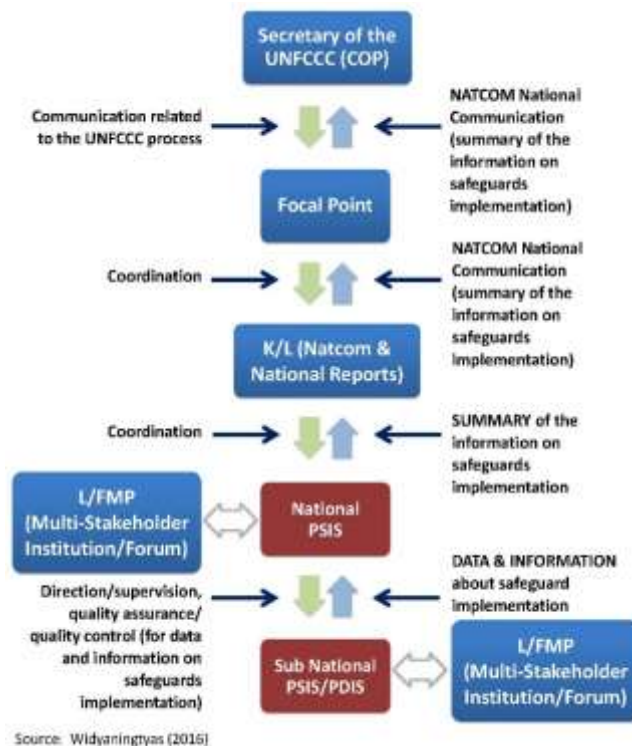 Secretary of the
UNFCCC (COP)
Communication related
to the UNFCCC process
NATCOM National
Communication
(summary of the
information on
safeguards
implementation)
Focal Point
Coordination
NATCOM National
Communication
(summary of the
information on
safeguards
implementation)
K/L (Natcom &
National Reports)
Coordination
SUMMARY of the
information on
safeguards
implementation
L/FMP
(Multi-Stakeholder
Institution/Forum)
National
PSIS
Direction/supervision,
quality assurance/
quality control (for data
and information on
safeguards
implementation)
DATA & INFORMATION
about safeguard
implementation
Sub National
PSIS/PDIS
L/FMP
(Multi-Stakeholder
Institution/Forum)
Source: Widyaningtyas (2016)